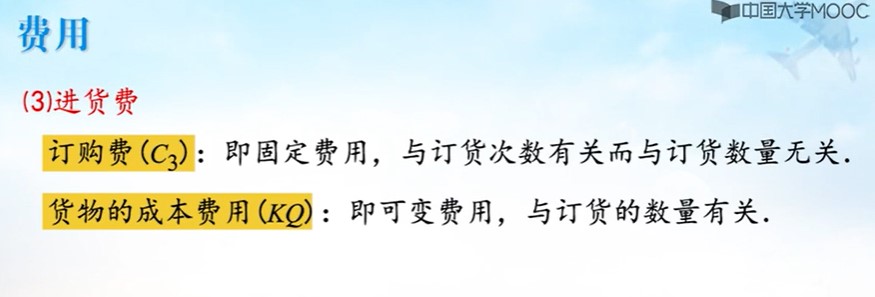 中国大学MOOC
费用
(3)进货费
订购费(C₃)：即固定费用，与订货次数有关而与订货数量无关.
货物的成本费用(KQ)：即可变费用，与订货的数量有关.